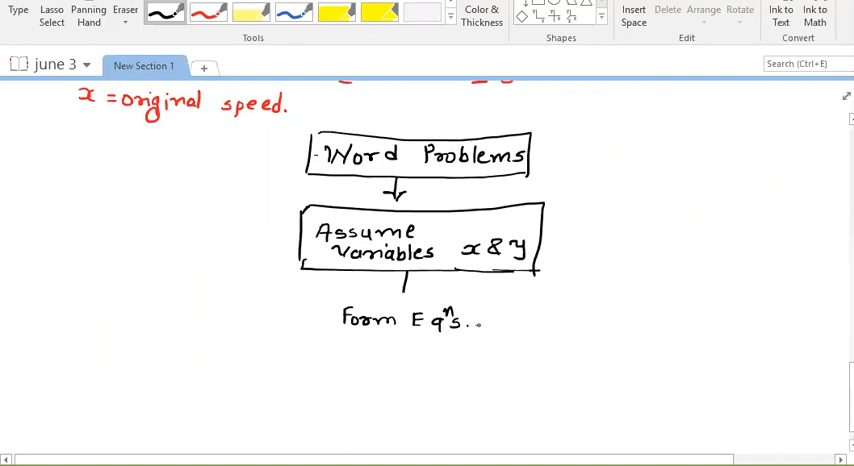 Type
Lasso Select
Panning Hand
Eraser
Color & Thickness
Insert Space
Delete
Arrange
Rotate
Ink to Text
Ink to Math
Tools
Shapes
Edit
Convert
june 3
New Section 1
Search (Ctrl+E)
x = original speed.
Word Problems
Assume
Variables x & y
Form Eqⁿs..